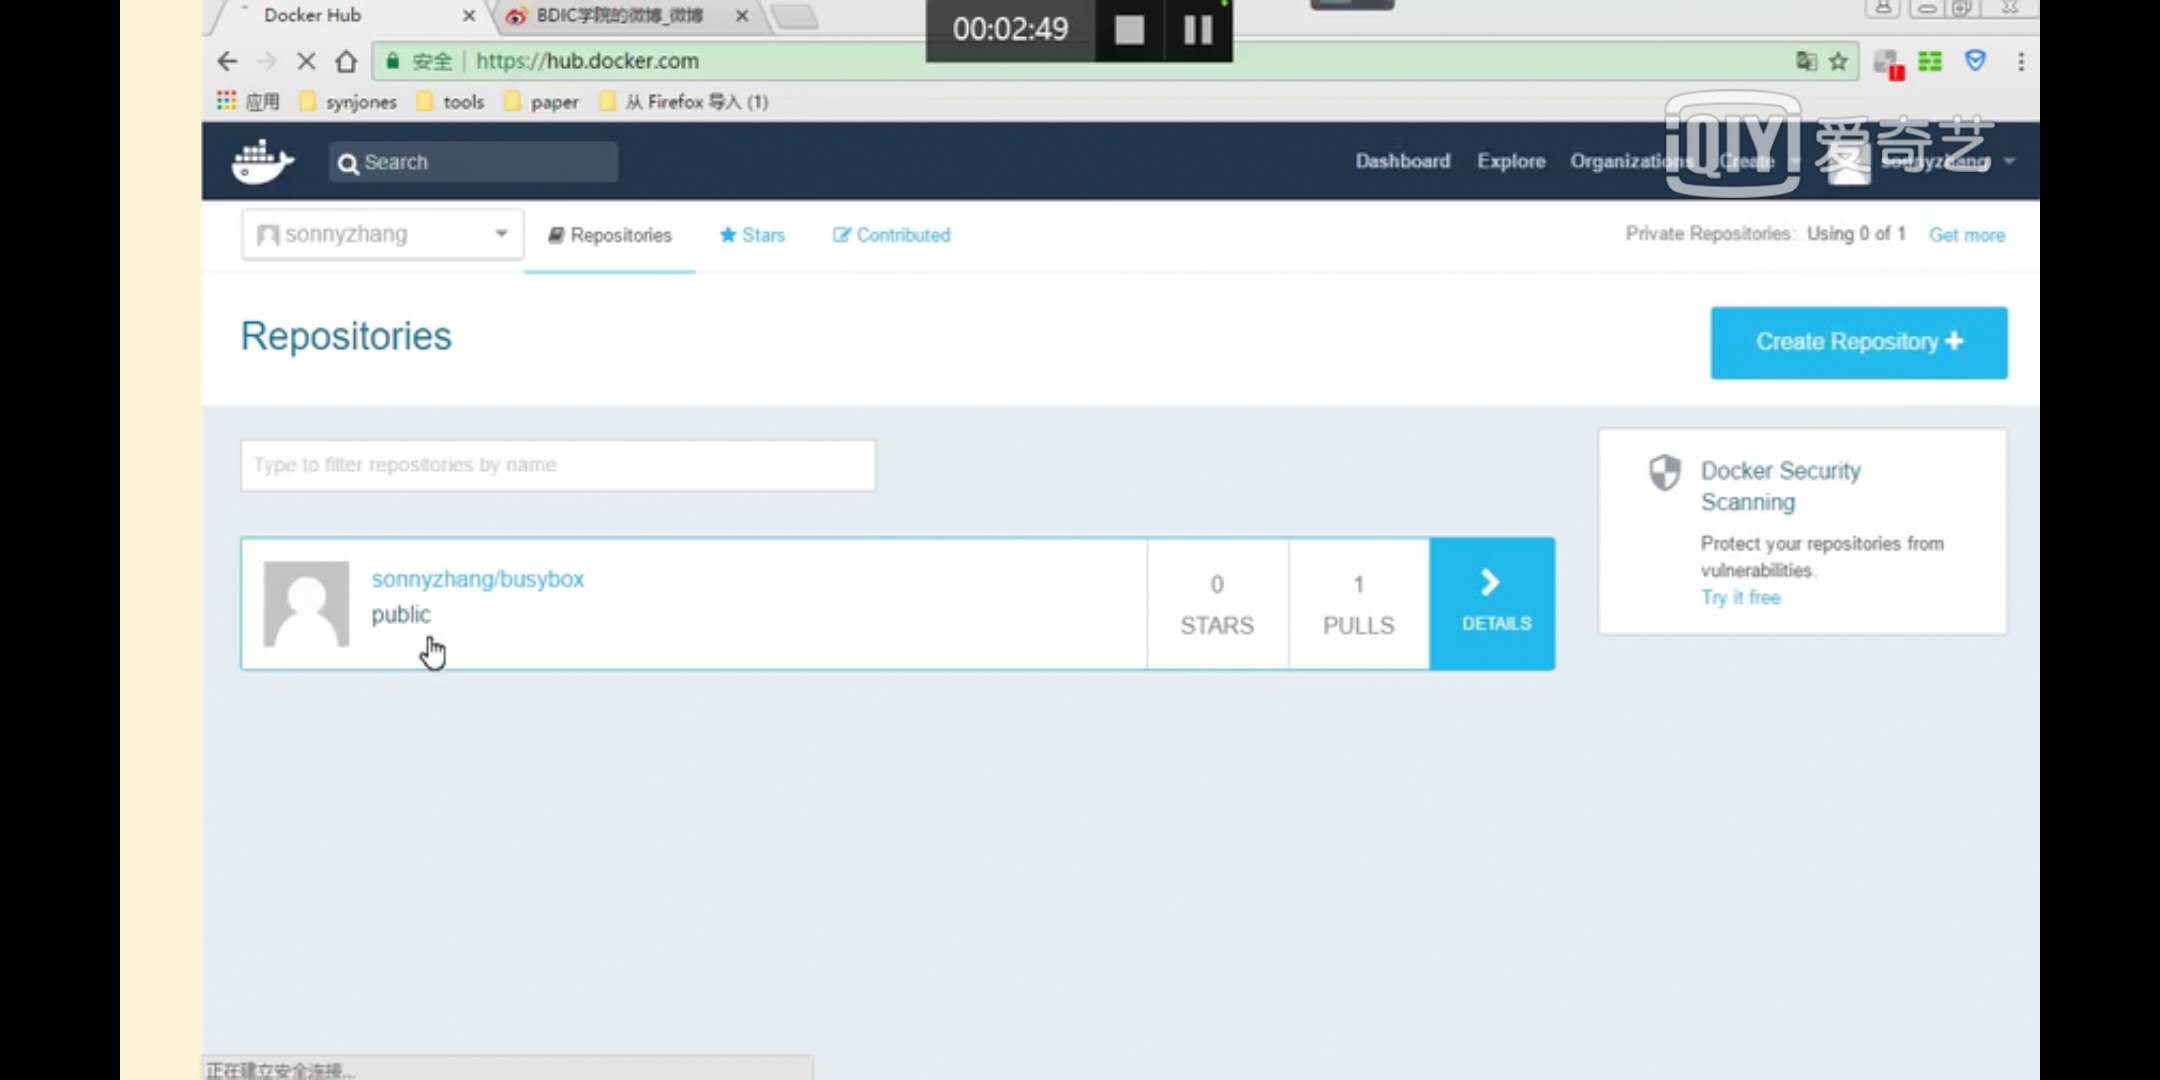 Docker Hub
BDIC学院的微博_微博
00:02:49
安全 https://hub.docker.com
应用 synjones tools paper 从 Firefox 导入 (1)
QIYI 爱奇艺
Search
Dashboard Explore Organizations Create sonnyzhang
sonnyzhang Repositories Stars Contributed Private Repositories: Using 0 of 1 Get more
Repositories
Create Repository +
Type to filter repositories by name
Docker Security
Scanning
Protect your repositories from
vulnerabilities.
Try it free
sonnyzhang/busybox
public
0
STARS
1
PULLS
DETAILS
正在建立安全连接...